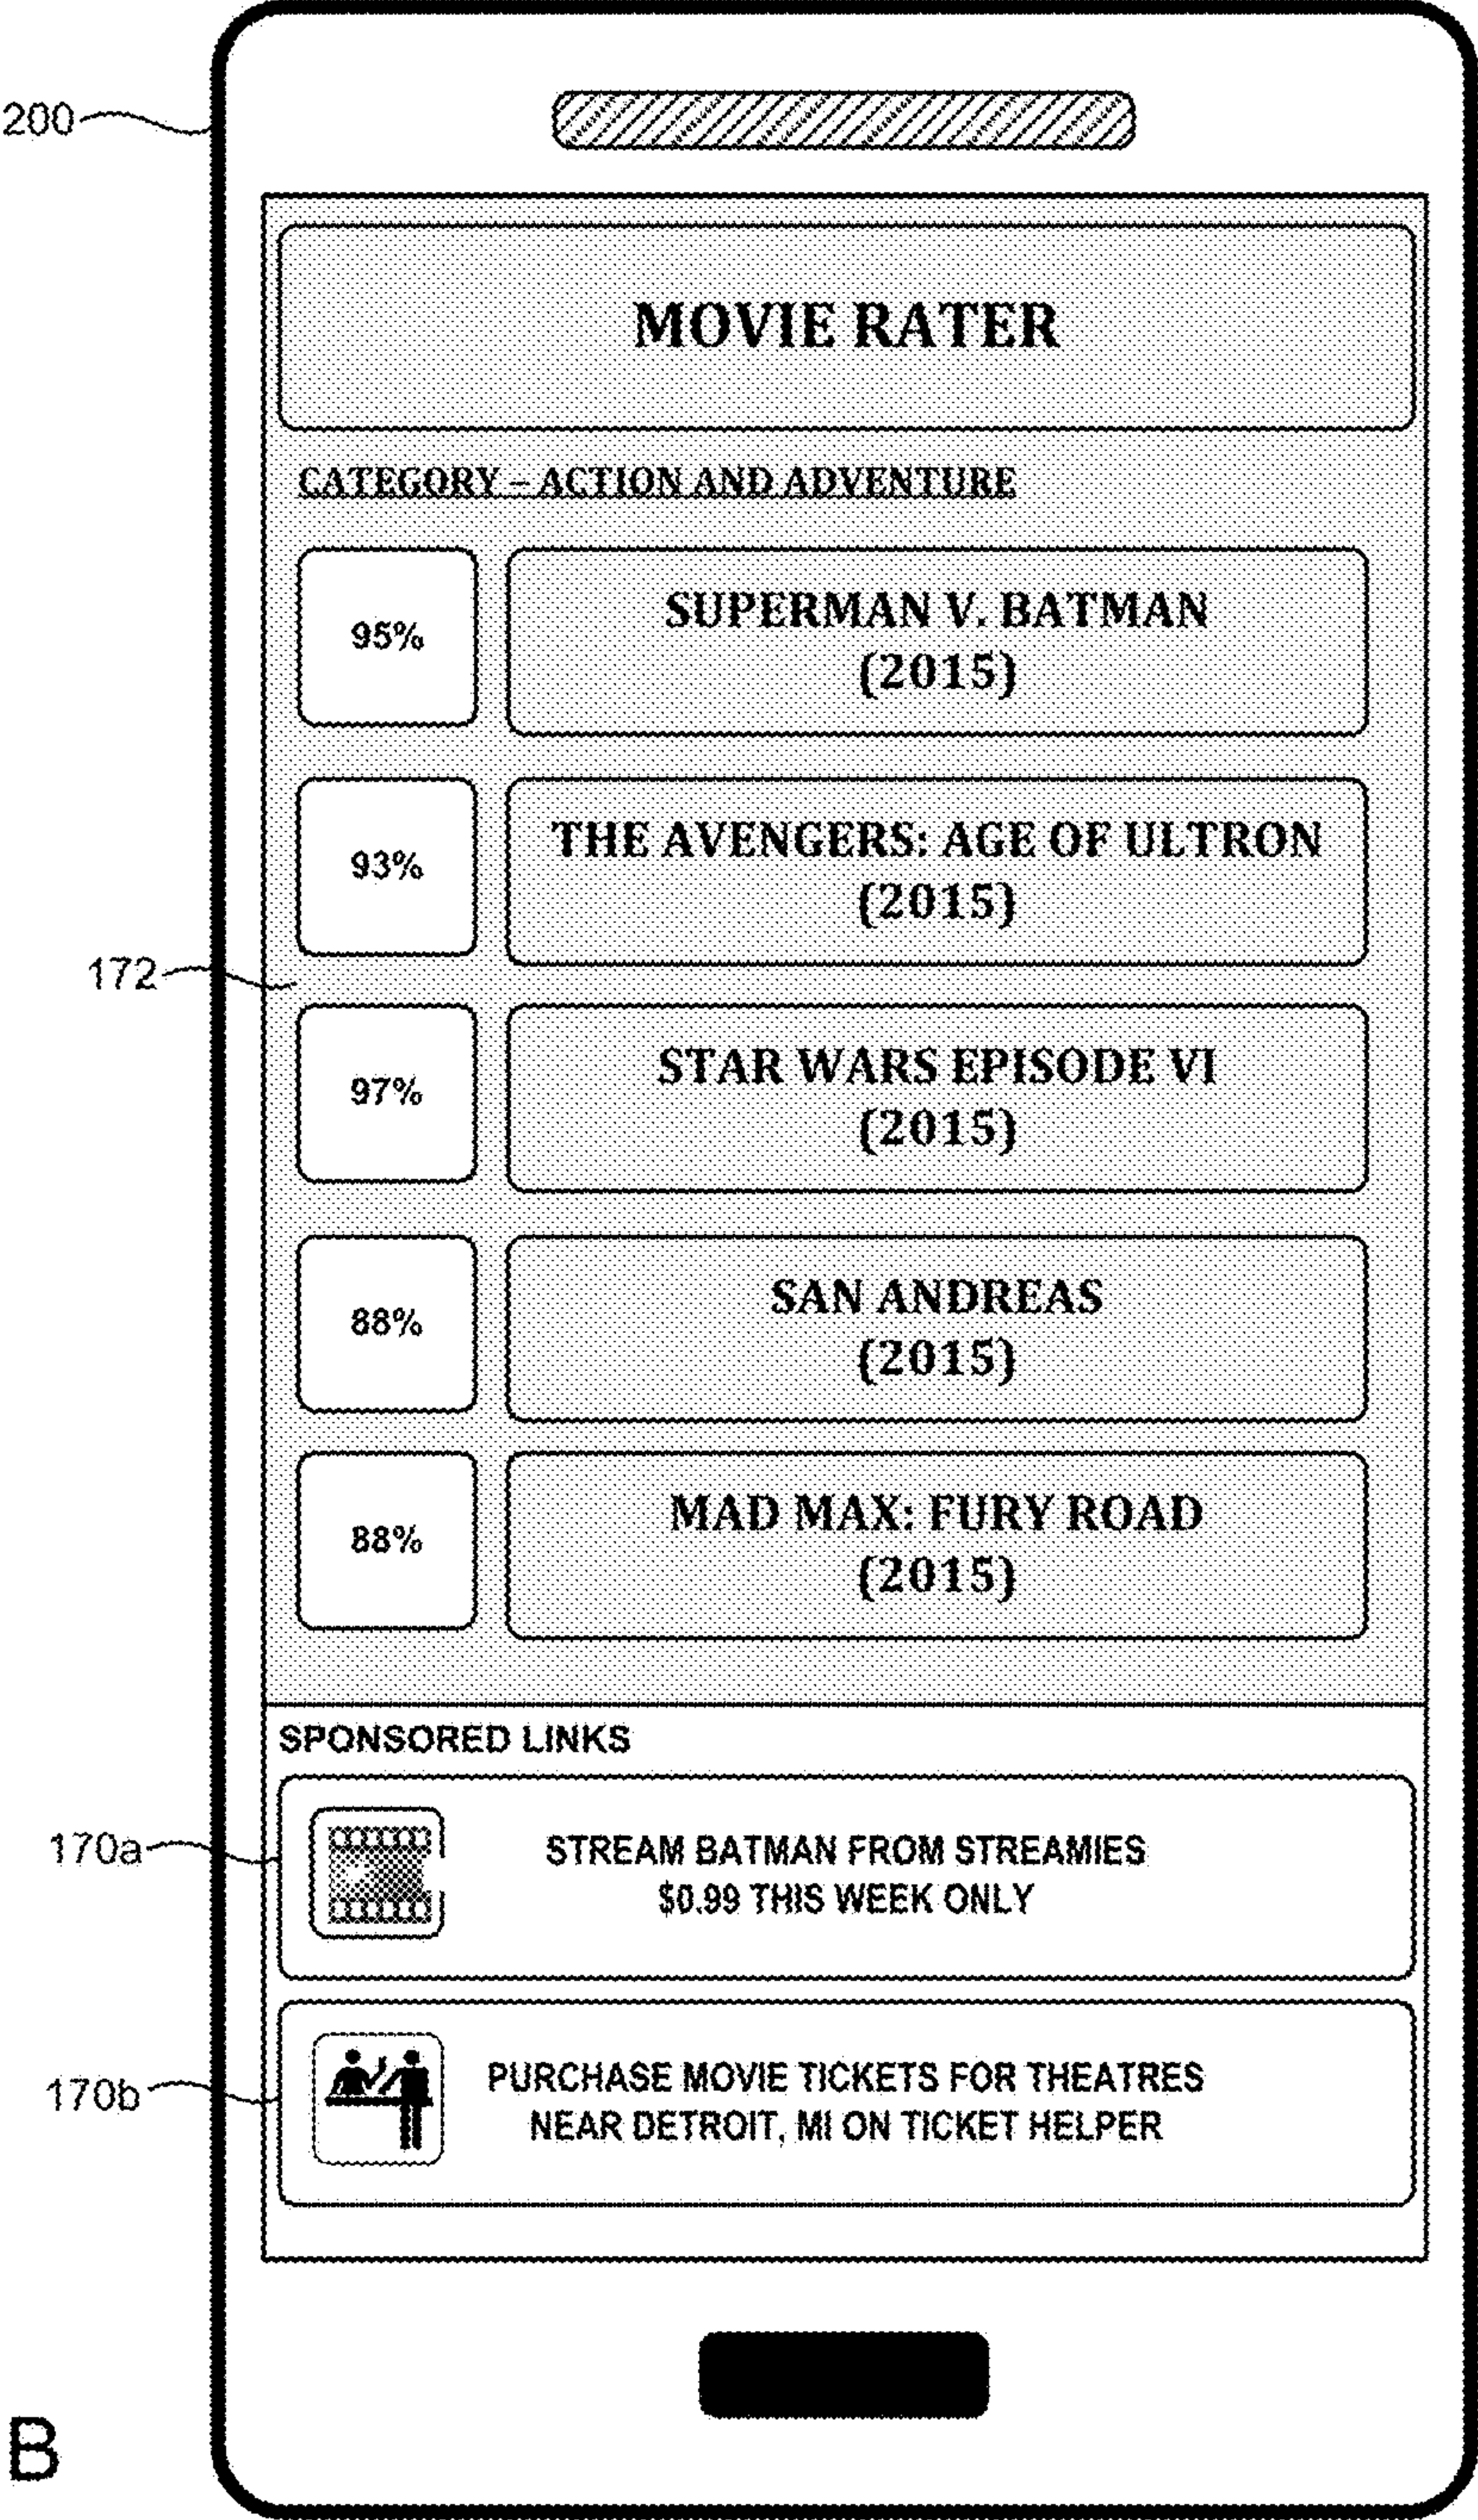 200
MOVIE RATER
CATEGORY – ACTION AND ADVENTURE
95%
SUPERMAN V. BATMAN
(2015)
93%
THE AVENGERS: AGE OF ULTRON
(2015)
172
97%
STAR WARS EPISODE VI
(2015)
88%
SAN ANDREAS
(2015)
88%
MAD MAX: FURY ROAD
(2015)
SPONSORED LINKS
170a
STREAM BATMAN FROM STREAMIES
$0.99 THIS WEEK ONLY
170b
PURCHASE MOVIE TICKETS FOR THEATRES
NEAR DETROIT, MI ON TICKET HELPER
B